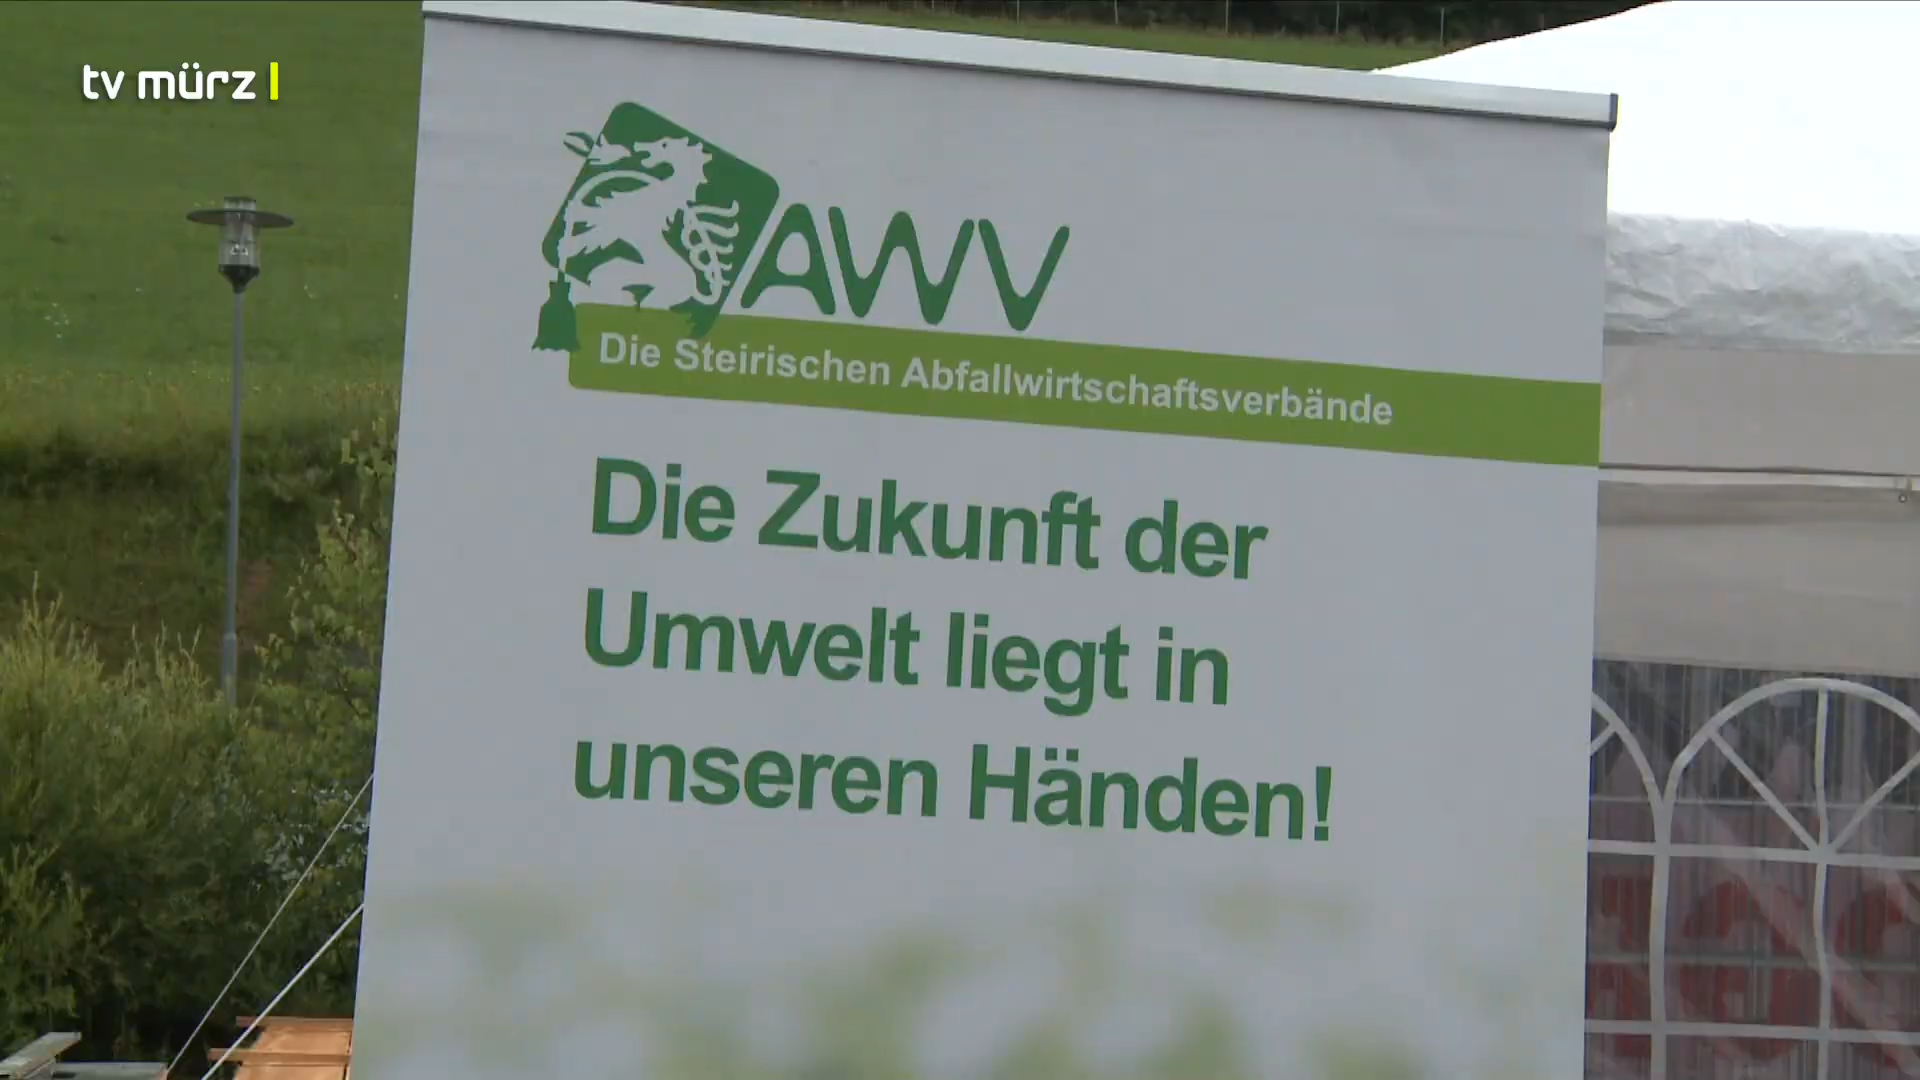 tv mürz
AWV
Die Steirischen Abfallwirtschaftsverbände
Die Zukunft der
Umwelt liegt in
unseren Händen!